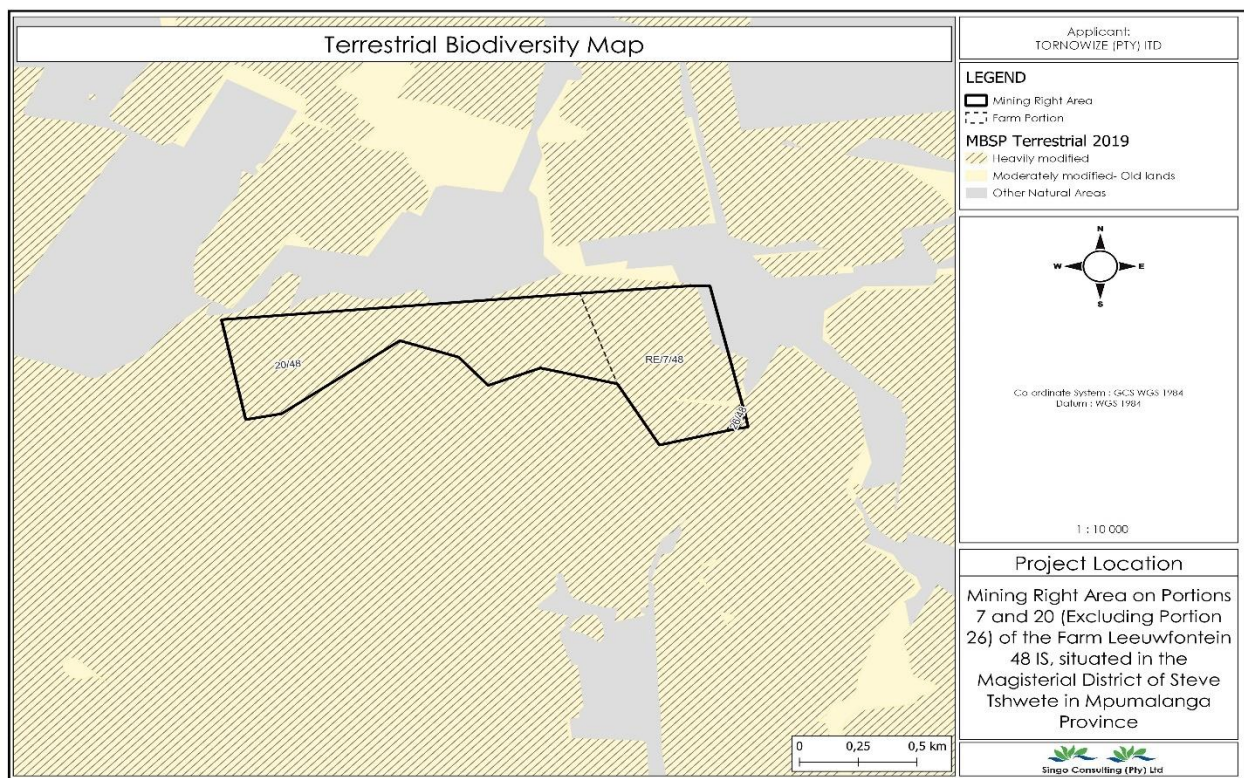 Terrestrial Biodiversity Map
20/48
RE/7/48
26/48
0 0,25 0,5 km
Applicant:
TORNOWIZE (PTY) lTD
LEGEND
Mining Right Area
Farm Portion
MBSP Terrestrial 2019
Heavily modified
Moderately modified- Old lands
Other Natural Areas
N
W E
S
Co-ordinate System : GCS WGS 1984
Datum : WGS 1984
1 : 10 000
Project Location
Mining Right Area on Portions
7 and 20 (Excluding Portion
26) of the Farm Leeuwfontein
48 IS, situated in the
Magisterial District of Steve
Tshwete in Mpumalanga
Province
Singo Consulting (Pty) Ltd